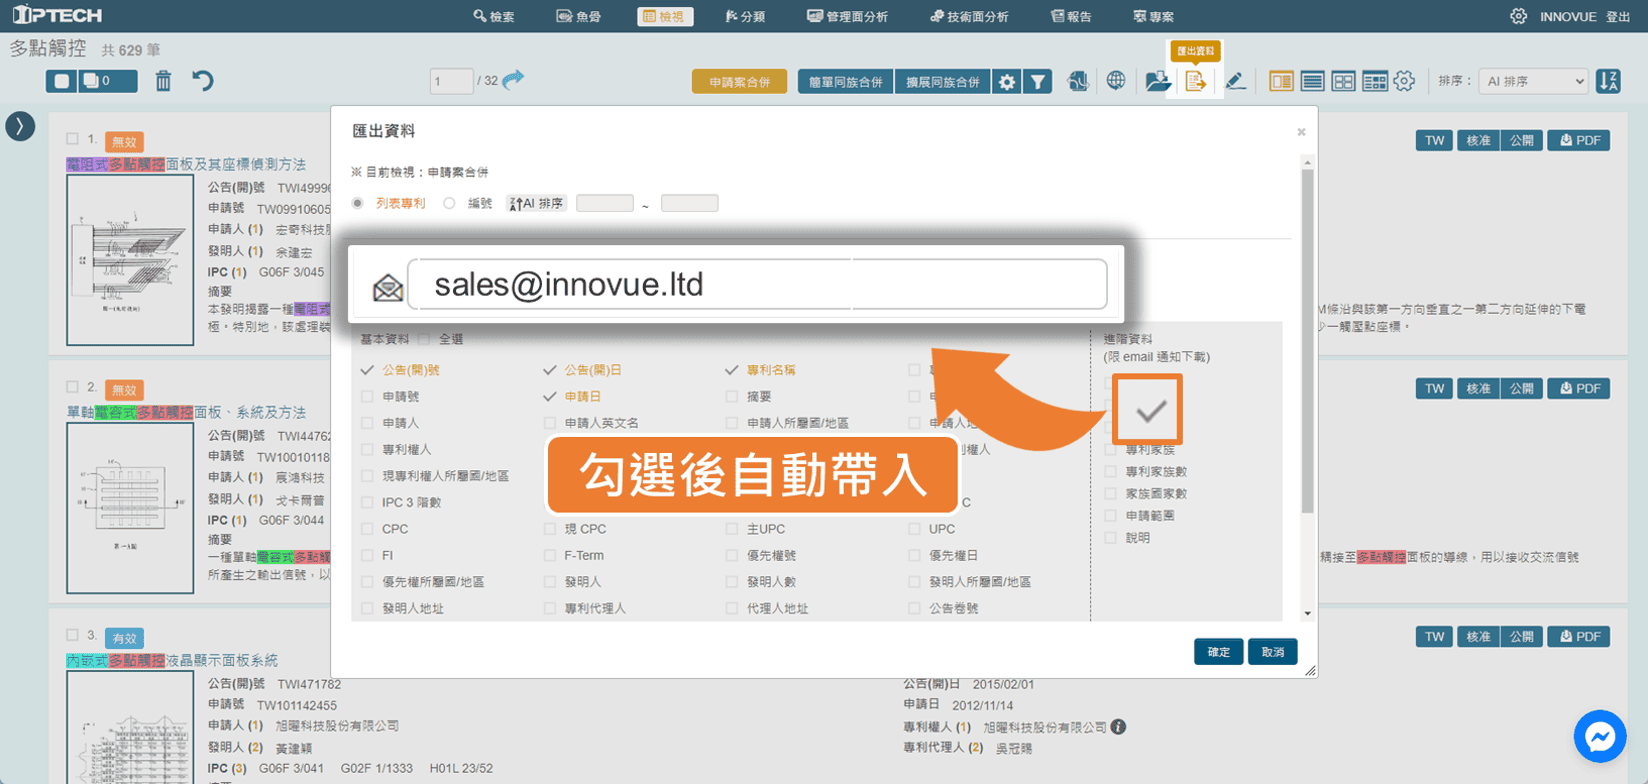 IPTECH
檢索
魚骨
檢視
分類
管理面分析
技術面分析
報告
專案
INNOVUE
登出
多點觸控 共 629 筆
匯出資料
0
1 / 32
申請案合併
簡單同族合併
擴展同族合併
排序：
AI 排序
匯出資料
×
※ 目前檢視：申請案合併
列表專利
編號
AI 排序
~
sales@innovue.ltd
基本資料
全選
公告(開)號
公告(開)日
專利名稱
申請號
申請日
摘要
申請人
申請人英文名
申請人所屬國/地區
專利權人
現專利權人所屬國/地區
IPC 3 階數
CPC
現 CPC
主UPC
UPC
FI
F-Term
優先權號
優先權日
優先權所屬國/地區
發明人
發明人數
發明人所屬國/地區
發明人地址
專利代理人
代理人地址
公告卷號
進階資料
(限 email 通知下載)
專利家族
專利家族數
家族國家數
申請範圍
說明
勾選後自動帶入
確定
取消
1. 無效
TW
核准
公開
PDF
電阻式多點觸控面板及其座標偵測方法
公告(開)號 TWI49996
申請號 TW09910605
申請人 (1) 宏奇科技股
發明人 (1) 余建宏
IPC (1) G06F 3/045
摘要
本發明揭露一種電阻式
極。特別地，該處理裝
M條沿與該第一方向垂直之一第二方向延伸的下電
少一觸壓點座標。
2. 無效
TW
核准
公開
PDF
單軸電容式多點觸控面板、系統及方法
公告(開)號 TWI44762
申請號 TW10010118
申請人 (1) 宸鴻科技
發明人 (1) 戈卡爾普
IPC (1) G06F 3/044
摘要
一種單軸電容式多點觸
所產生之輸出信號，以
耦接至多點觸控面板的導線，用以接收交流信號
3. 有效
TW
核准
公開
PDF
內嵌式多點觸控液晶顯示面板系統
公告(開)號 TWI471782
公告(開)日 2015/02/01
申請號 TW101142455
申請日 2012/11/14
申請人 (1) 旭曜科技股份有限公司
專利權人 (1) 旭曜科技股份有限公司
發明人 (2) 黃建穎
專利代理人 (2) 吳冠賜
IPC (3) G06F 3/041 G02F 1/1333 H01L 23/52